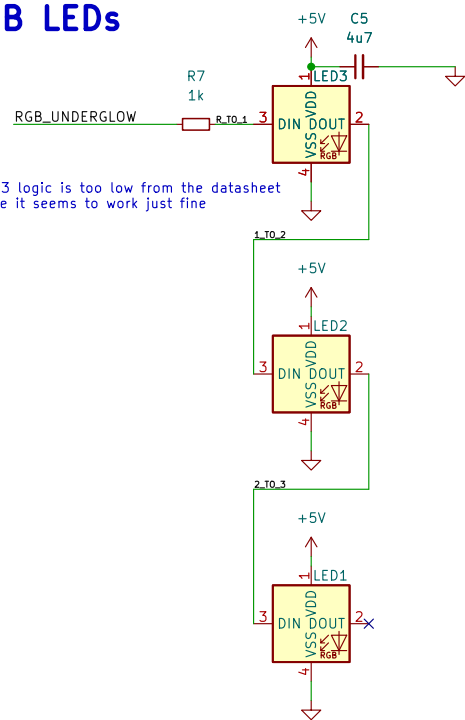 B LEDs
+5V
C5
4u7
1
LED3
R7
1k
RGB_UNDERGLOW
R_TO_1
3
DIN
VDD
DOUT
2
VSS
RGB
4
3 logic is too low from the datasheet
e it seems to work just fine
1_TO_2
+5V
1
LED2
3
DIN
VDD
DOUT
2
VSS
RGB
4
2_TO_3
+5V
1
LED1
3
DIN
VDD
DOUT
2
VSS
RGB
4